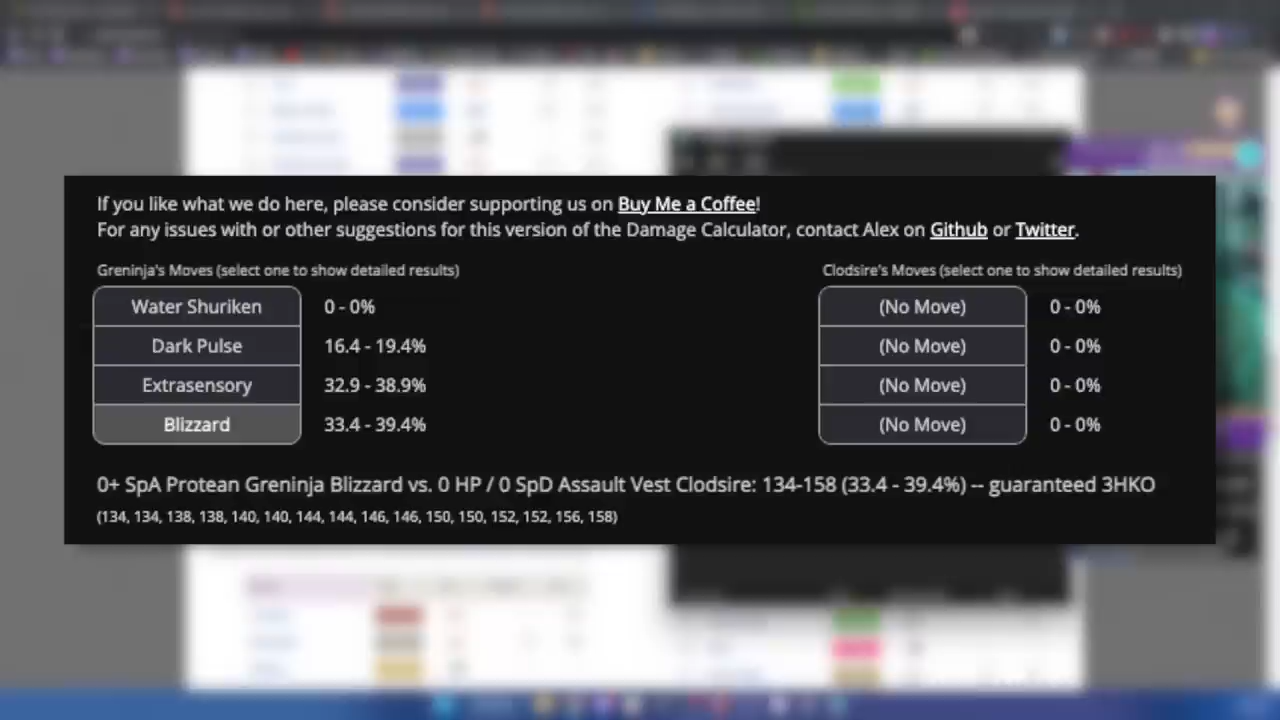 If you like what we do here, please consider supporting us on Buy Me a Coffee!
For any issues with or other suggestions for this version of the Damage Calculator, contact Alex on Github or Twitter.
Greninja's Moves (select one to show detailed results)
Water Shuriken 0 - 0%
Dark Pulse 16.4 - 19.4%
Extrasensory 32.9 - 38.9%
Blizzard 33.4 - 39.4%
Clodsire's Moves (select one to show detailed results)
(No Move) 0 - 0%
(No Move) 0 - 0%
(No Move) 0 - 0%
(No Move) 0 - 0%
0+ SpA Protean Greninja Blizzard vs. 0 HP / 0 SpD Assault Vest Clodsire: 134-158 (33.4 - 39.4%) -- guaranteed 3HKO
(134, 134, 138, 138, 140, 140, 144, 144, 146, 146, 150, 150, 152, 152, 156, 158)